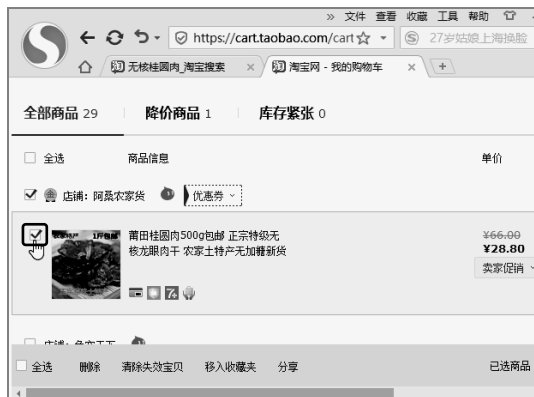 » 文件 查看 收藏 工具 帮助
https://cart.taobao.com/cart
27岁姑娘上海换脸
无核桂圆肉_淘宝搜索 ×
淘宝网 - 我的购物车 ×
全部商品 29 降价商品 1 库存紧张 0
全选 商品信息 单价
店铺：阿聂农家货 优惠券
1斤包邮
莆田桂圆肉500g包邮 正宗特级无
核龙眼肉干 农家土特产无加糖新货
¥66.00
¥28.80
卖家促销
全选 删除 清除失效宝贝 移入收藏夹 分享 已选商品